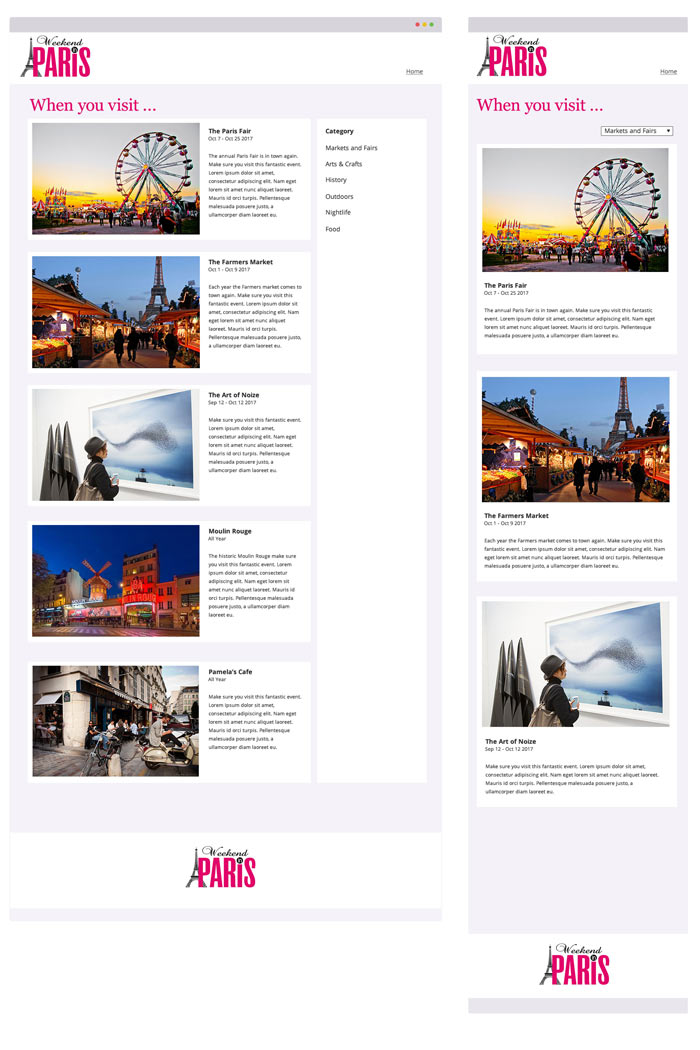 Weekend
in
PARIS
Home
When you visit ...
The Paris Fair
Oct 7 - Oct 25 2017
The annual Paris Fair is in town again.
Make sure you visit this fantastic event.
Lorem ipsum dolor sit amet,
consectetur adipiscing elit. Nam eget
lorem sit amet nunc aliquet laoreet.
Mauris id orci turpis. Pellentesque
malesuada posuere justo, a
ullamcorper diam laoreet eu.
The Farmers Market
Oct 1 - Oct 9 2017
Each year the Farmers market comes to
town again. Make sure you visit this
fantastic event. Lorem ipsum dolor sit
amet, consectetur adipiscing elit. Nam
eget lorem sit amet nunc aliquet
laoreet. Mauris id orci turpis.
Pellentesque malesuada posuere justo,
a ullamcorper diam laoreet eu.
The Art of Noize
Sep 12 - Oct 12 2017
Make sure you visit this fantastic event.
Lorem ipsum dolor sit amet,
consectetur adipiscing elit. Nam eget
lorem sit amet nunc aliquet laoreet.
Mauris id orci turpis. Pellentesque
malesuada posuere justo, a
ullamcorper diam laoreet eu.
Moulin Rouge
All Year
The historic Moulin Rouge make sure
you visit this fantastic event. Lorem
ipsum dolor sit amet, consectetur
adipiscing elit. Nam eget lorem sit
amet nunc aliquet laoreet. Mauris id
orci turpis. Pellentesque malesuada
posuere justo, a ullamcorper diam
laoreet eu.
MOULIN ROUGE
Pamela's Cafe
All Year
Make sure you visit this fantastic event.
Lorem ipsum dolor sit amet,
consectetur adipiscing elit. Nam eget
lorem sit amet nunc aliquet laoreet.
Mauris id orci turpis. Pellentesque
malesuada posuere justo, a
ullamcorper diam laoreet eu.
Category
Markets and Fairs
Arts & Crafts
History
Outdoors
Nightlife
Food
Weekend
in
PARIS
Weekend
in
PARIS
Home
When you visit ...
Markets and Fairs
The Paris Fair
Oct 7 - Oct 25 2017
The annual Paris Fair is in town again. Make sure you visit this fantastic
event. Lorem ipsum dolor sit amet, consectetur adipiscing elit. Nam eget
lorem sit amet nunc aliquet laoreet. Mauris id orci turpis. Pellentesque
malesuada posuere justo, a ullamcorper diam laoreet eu.
The Farmers Market
Oct 1 - Oct 9 2017
Each year the Farmers market comes to town again. Make sure you visit
this fantastic event. Lorem ipsum dolor sit amet, consectetur adipiscing
elit. Nam eget lorem sit amet nunc aliquet laoreet. Mauris id orci turpis.
Pellentesque malesuada posuere justo, a ullamcorper diam laoreet eu.
The Art of Noize
Sep 12 - Oct 12 2017
Make sure you visit this fantastic event. Lorem ipsum dolor sit amet,
consectetur adipiscing elit. Nam eget lorem sit amet nunc aliquet laoreet.
Mauris id orci turpis. Pellentesque malesuada posuere justo, a
ullamcorper diam laoreet eu.
Weekend
in
PARIS